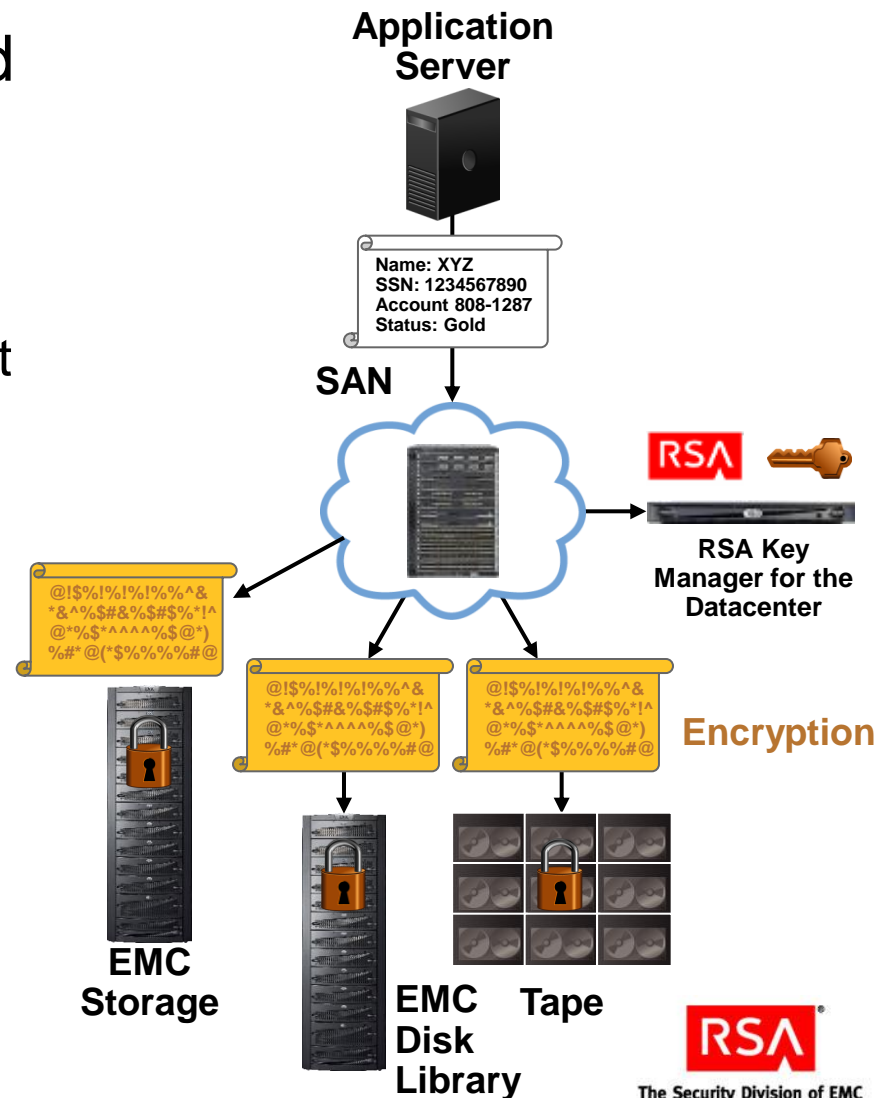 Application
Server
d
Name: XYZ
SSN: 1234567890
Account 808-1287
Status: Gold
t
SAN
RSA
RSA Key
Manager for the
Datacenter
@!$%!%!%!%%^&
*&^%$#&%$#$%*!^
@*%$*^^^^%$@*)
%#*@(*$%%%%#@
@!$%!%!%!%%^&
*&^%$#&%$#$%*!^
@*%$*^^^^%$@*)
%#*@(*$%%%%#@
@!$%!%!%!%%^&
*&^%$#&%$#$%*!^
@*%$*^^^^%$@*)
%#*@(*$%%%%#@
Encryption
EMC
Storage
EMC
Disk
Library
Tape
RSA
The Security Division of EMC